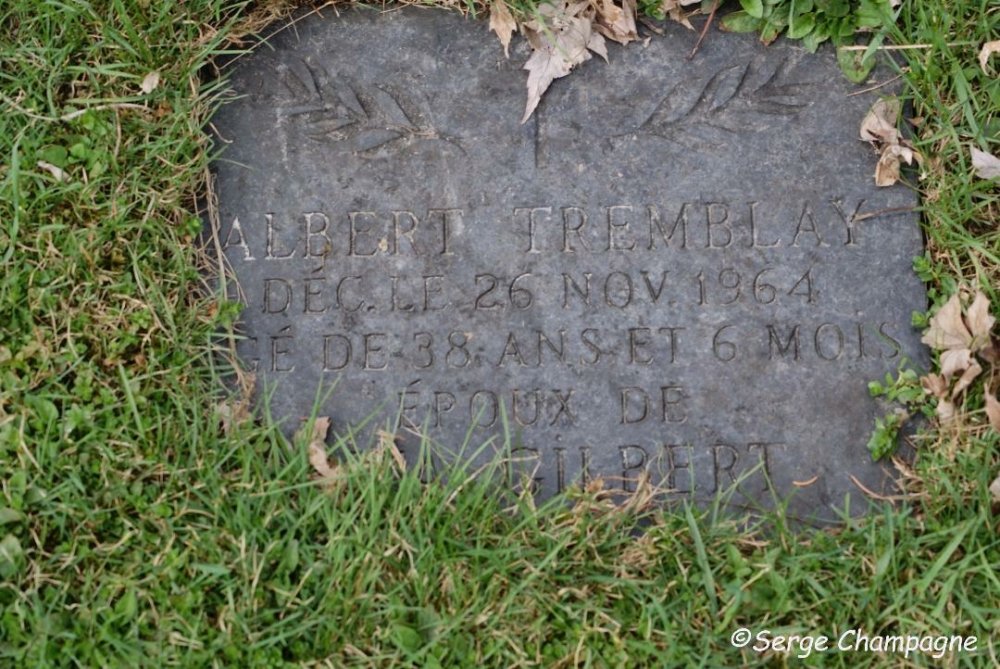 ALBERT TREMBLAY
DÉC. LE 26 NOV. 1964
GÉ DE 38 ANS ET 6 MOIS
ÉPOUX DE
GILBERT
©Serge Champagne